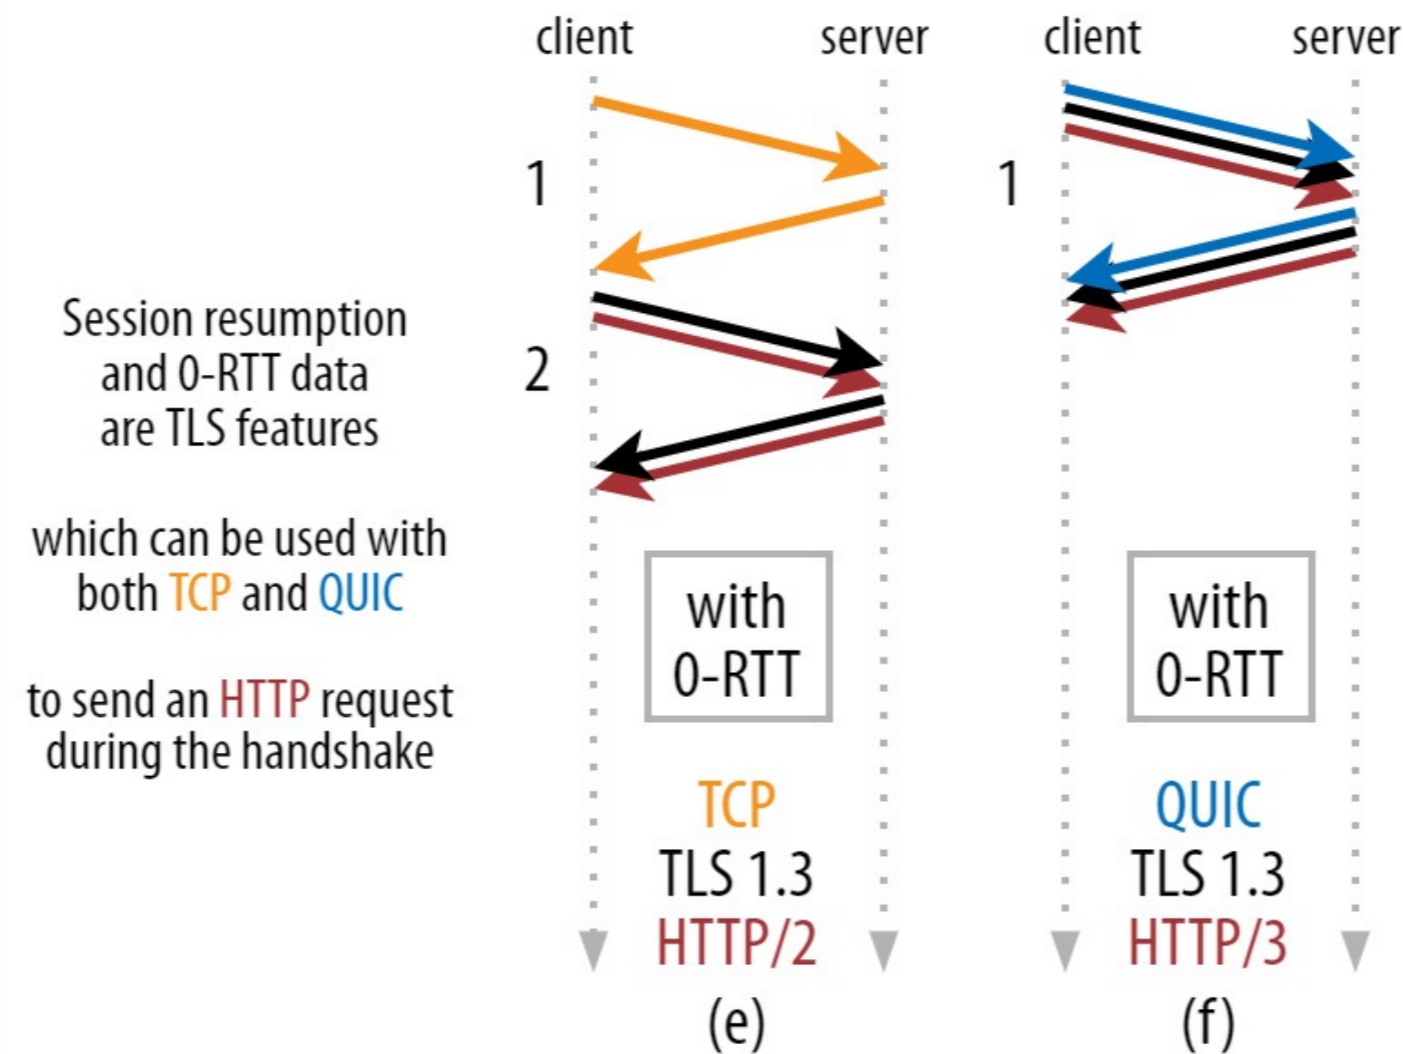 client
server
client
server
1
1
Session resumption
and 0-RTT data
are TLS features
2
which can be used with
both TCP and QUIC
to send an HTTP request
during the handshake
with
0-RTT
with
0-RTT
TCP
TLS 1.3
HTTP/2
(e)
QUIC
TLS 1.3
HTTP/3
(f)